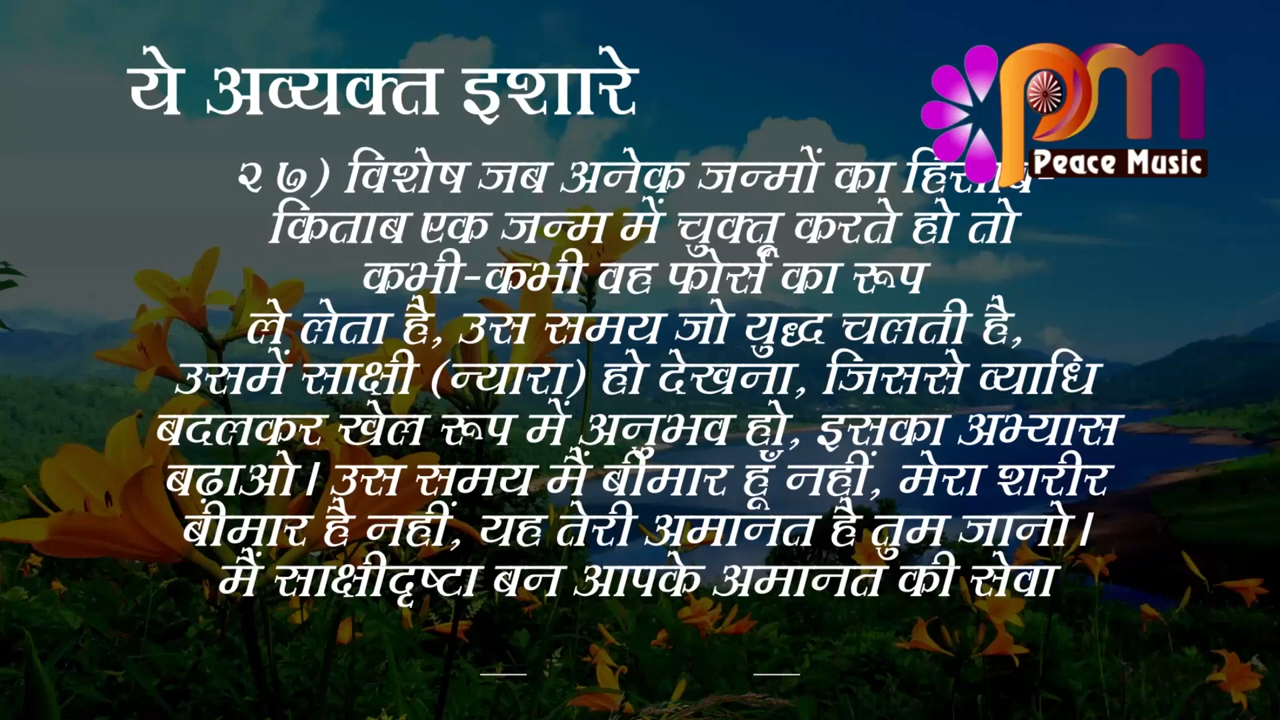 ये अव्यक्त इशारे
Peace Music
२७) विशेष जब अनेक जन्मों का
किताब एक जन्म में चुक्तू करते हो तो
कभी-कभी वह फोर्स का रूप
ले लेता है, उस समय जो युद्ध चलती है,
उसमें साक्षी (न्यारा) हो देखना, जिससे व्याधि
बदलकर खेल रूप में अनुभव हो, इसका अभ्यास
बढ़ाओ। उस समय मैं बीमार हूँ नहीं, मेरा शरीर
बीमार है नहीं, यह तेरी अमानत है तुम जानो।
मैं साक्षीदृष्टा बन आपके अमानत की सेवा